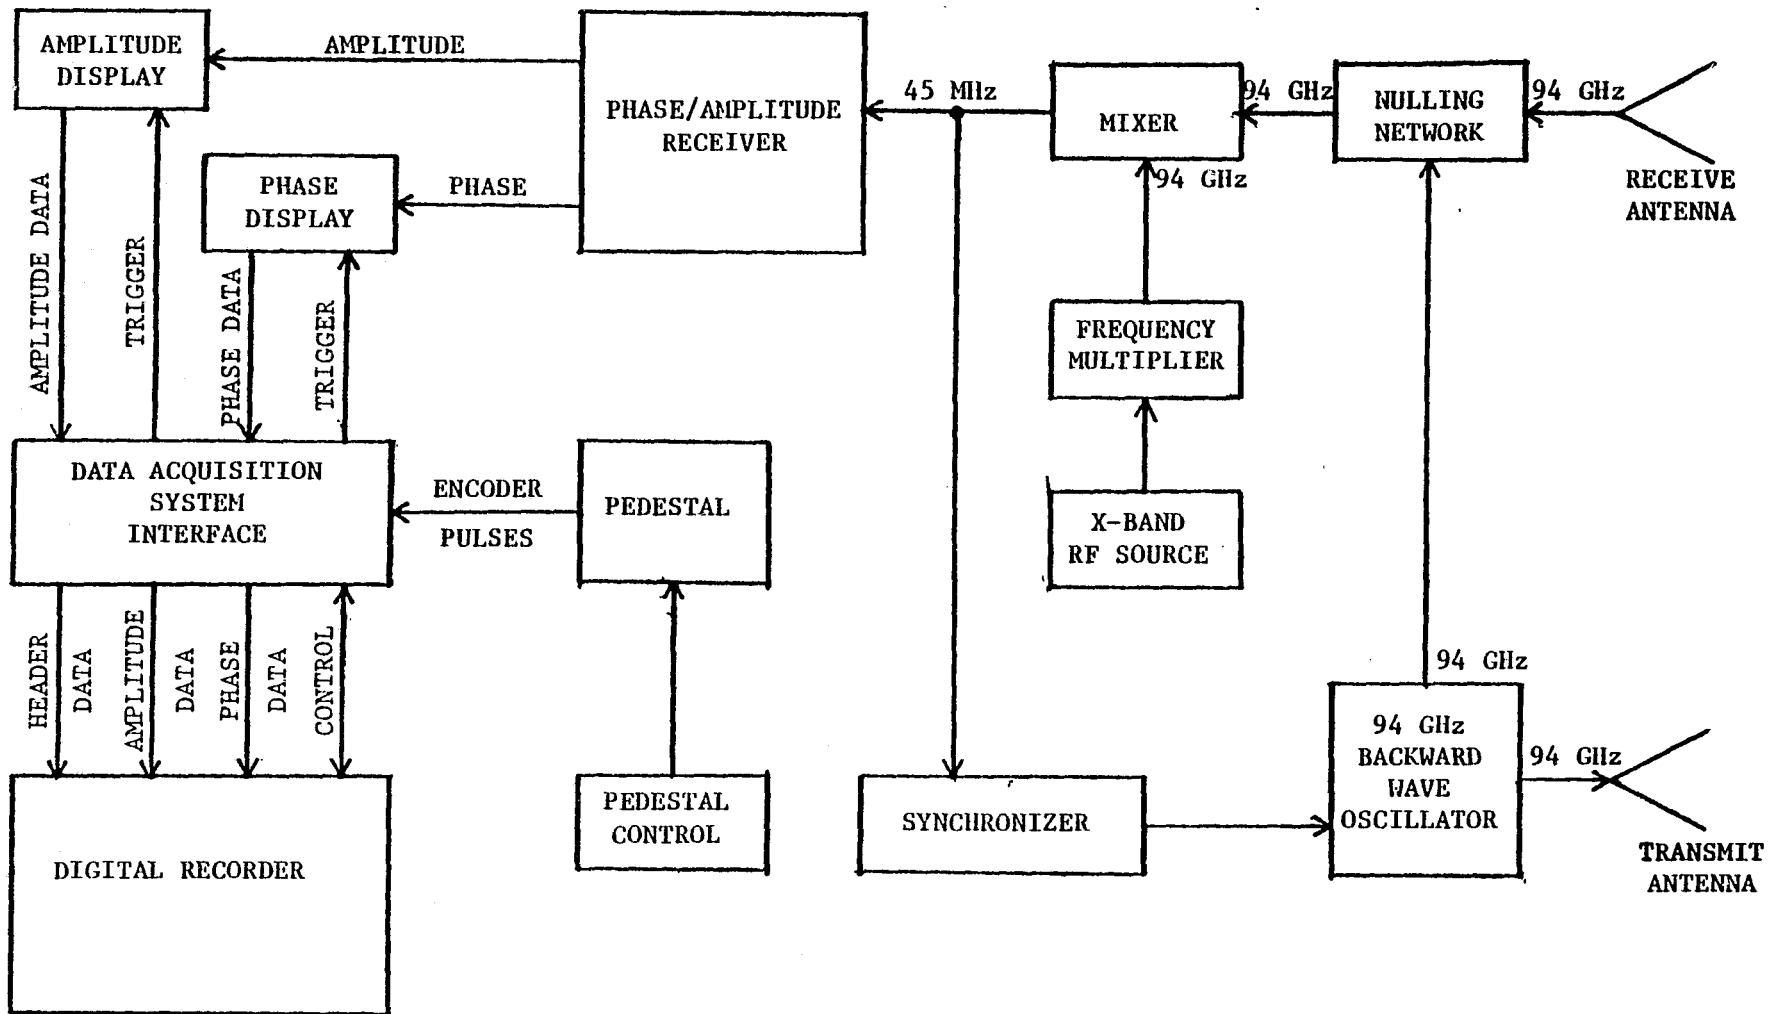 AMPLITUDE
DISPLAY
AMPLITUDE
PHASE/AMPLITUDE
RECEIVER
45 MHz
MIXER
94 GHz
NULLING
NETWORK
94 GHz
RECEIVE
ANTENNA
PHASE
DISPLAY
PHASE
94 GHz
AMPLITUDE DATA
TRIGGER
PHASE DATA
TRIGGER
FREQUENCY
MULTIPLIER
DATA ACQUISITION
SYSTEM
INTERFACE
ENCODER
PULSES
PEDESTAL
X-BAND
RF SOURCE
HEADER
DATA
AMPLITUDE
DATA
PHASE
DATA
CONTROL
94 GHz
94 GHz
BACKWARD
WAVE
OSCILLATOR
94 GHz
TRANSMIT
ANTENNA
DIGITAL RECORDER
PEDESTAL
CONTROL
SYNCHRONIZER